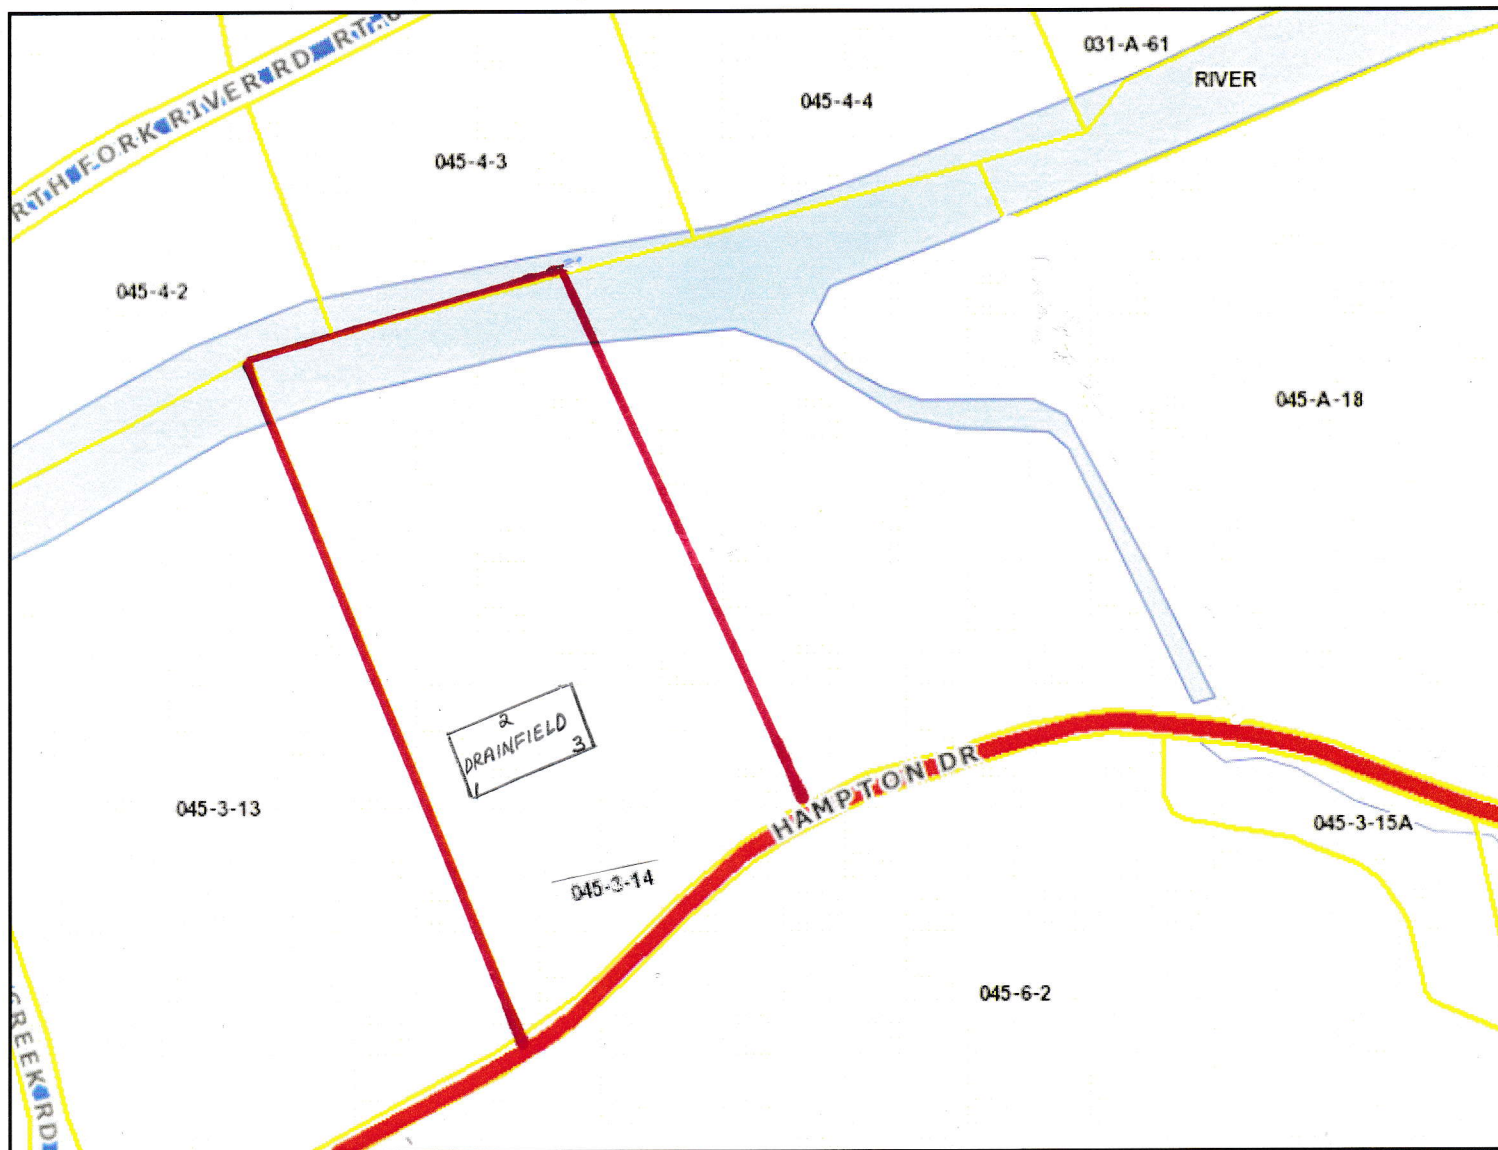 RTH FORK RIVER RD RT.
031-A-61
RIVER
045-4-4
045-4-3
045-4-2
045-A-18
2
DRAINFIELD
3
1
HAMPTON DR
045-3-13
045-3-15A
045-3-14
045-6-2
CREEK RD